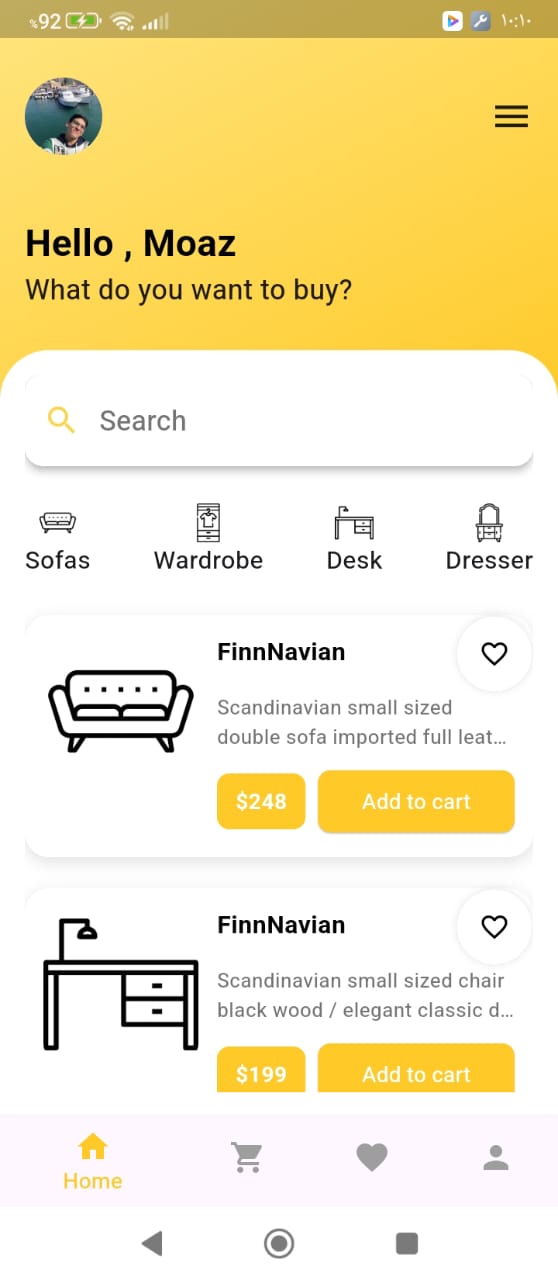 %92
١٠:١٠
Hello , Moaz
What do you want to buy?
Search
Sofas Wardrobe Desk Dresser
FinnNavian
Scandinavian small sized
double sofa imported full leat…
$248 Add to cart
FinnNavian
Scandinavian small sized chair
black wood / elegant classic d…
$199 Add to cart
Home